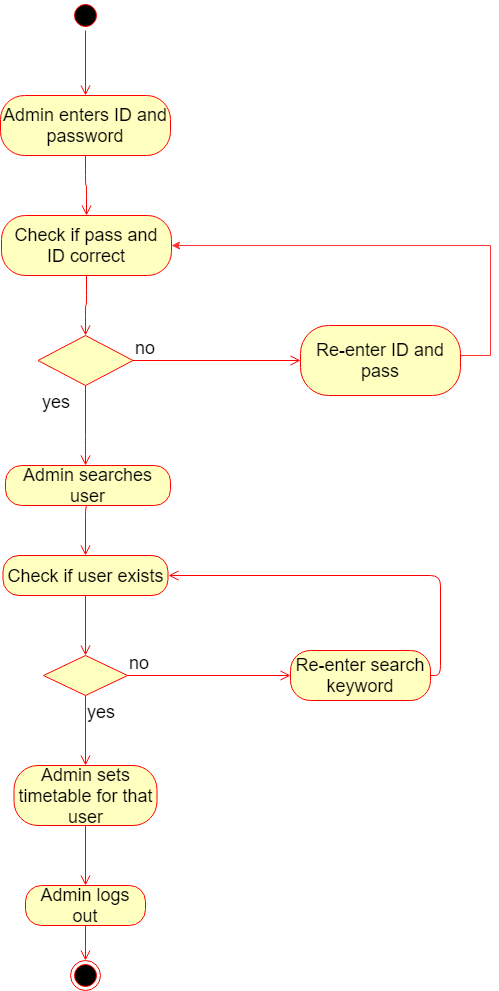 Admin enters ID and
password
Check if pass and
ID correct
no
Re-enter ID and
pass
yes
Admin searches
user
Check if user exists
no
Re-enter search
keyword
yes
Admin sets
timetable for that
user
Admin logs
out